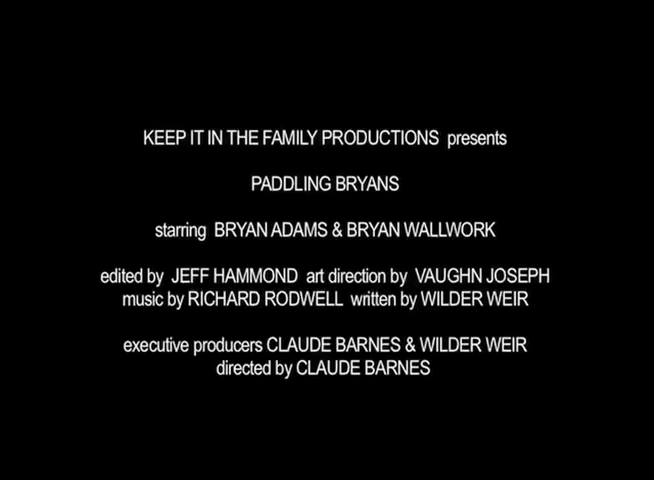 KEEP IT IN THE FAMILY PRODUCTIONS presents
PADDLING BRYANS
starring BRYAN ADAMS & BRYAN WALLWORK
edited by JEFF HAMMOND art direction by VAUGHN JOSEPH
music by RICHARD RODWELL written by WILDER WEIR
executive producers CLAUDE BARNES & WILDER WEIR
directed by CLAUDE BARNES